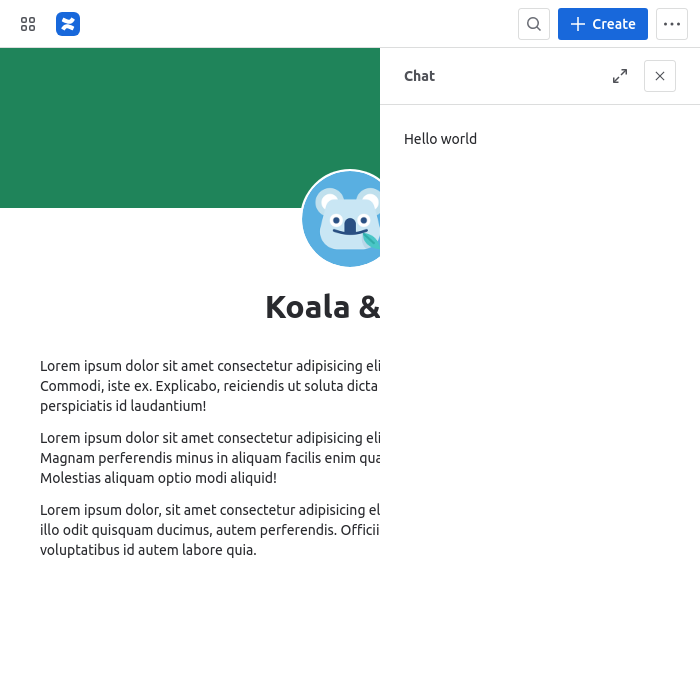 Create
Chat
Hello world
Koala &
Lorem ipsum dolor sit amet consectetur adipisicing eli
Commodi, iste ex. Explicabo, reiciendis ut soluta dicta
perspiciatis id laudantium!
Lorem ipsum dolor sit amet consectetur adipisicing eli
Magnam perferendis minus in aliquam facilis enim qua
Molestias aliquam optio modi aliquid!
Lorem ipsum dolor, sit amet consectetur adipisicing el
illo odit quisquam ducimus, autem perferendis. Officii
voluptatibus id autem labore quia.